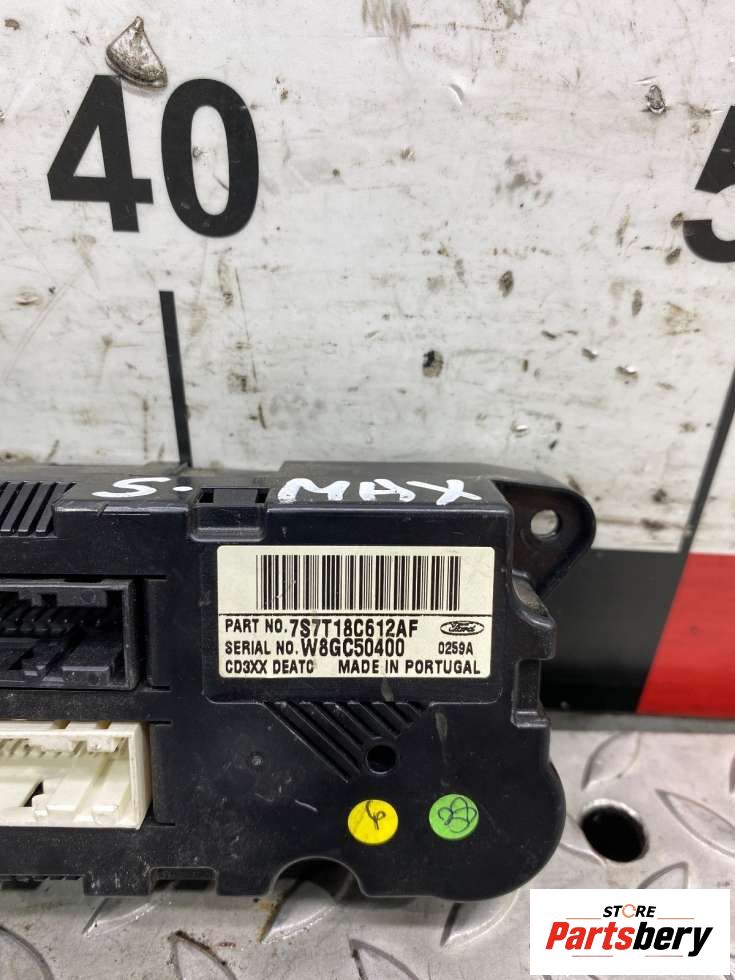 40
S. MAX
PART NO. 7S7T18C612AF Ford
SERIAL NO. W8GC50400 0259A
CD3XX DEATC MADE IN PORTUGAL
STORE
Partsbery